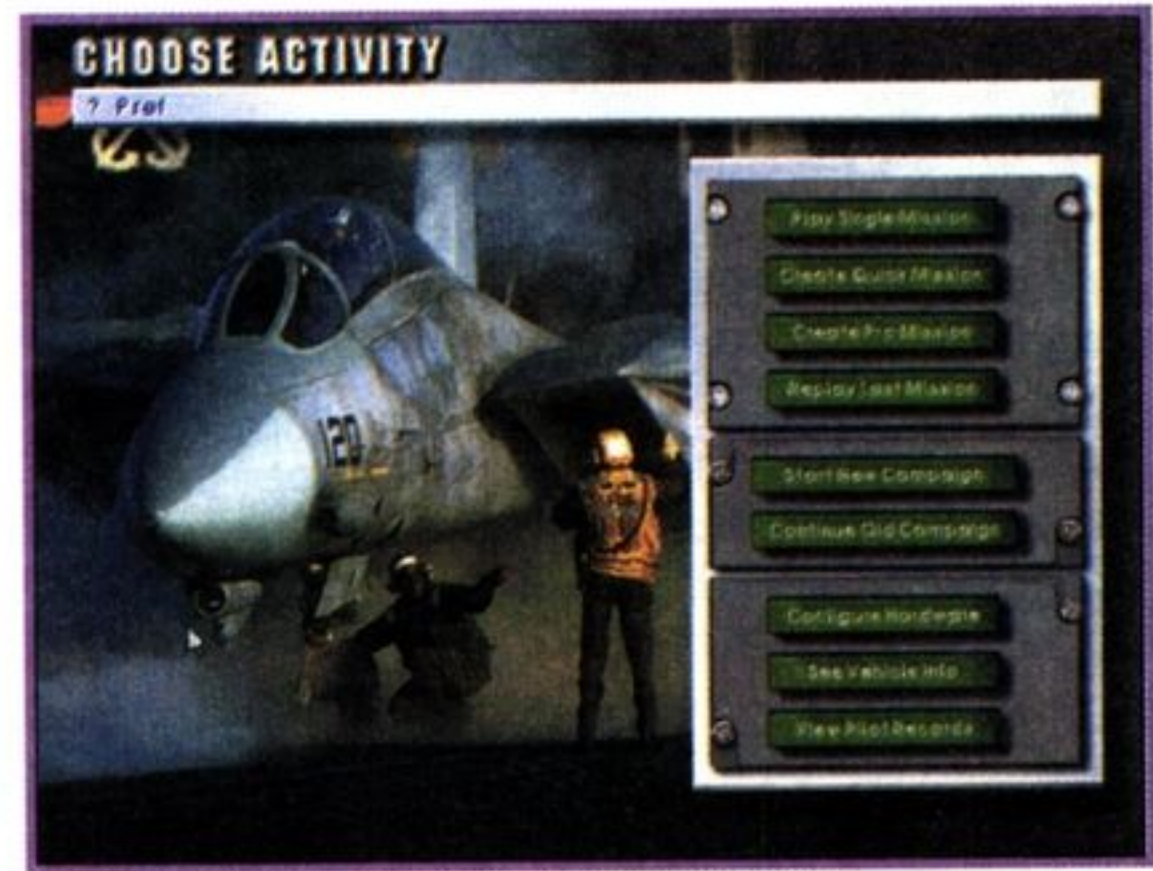 CHOOSE ACTIVITY
? Pref
120
Play Single Mission
Create Quick Mission
Create Pro Mission
Replay Last Mission
Start New Campaign
Continue Old Campaign
Configure Hardware
See Vehicle Info
View Pilot Records